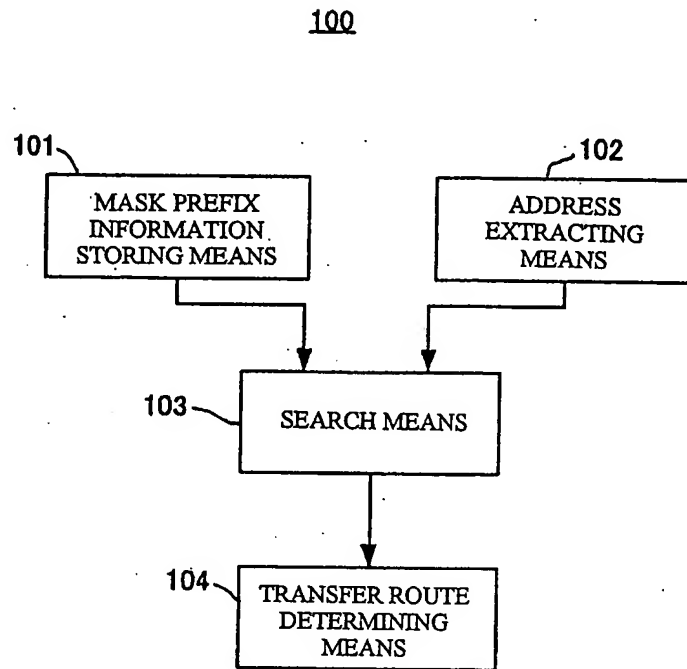 100
101
MASK PREFIX
INFORMATION
STORING MEANS
102
ADDRESS
EXTRACTING
MEANS
103
SEARCH MEANS
104
TRANSFER ROUTE
DETERMINING
MEANS